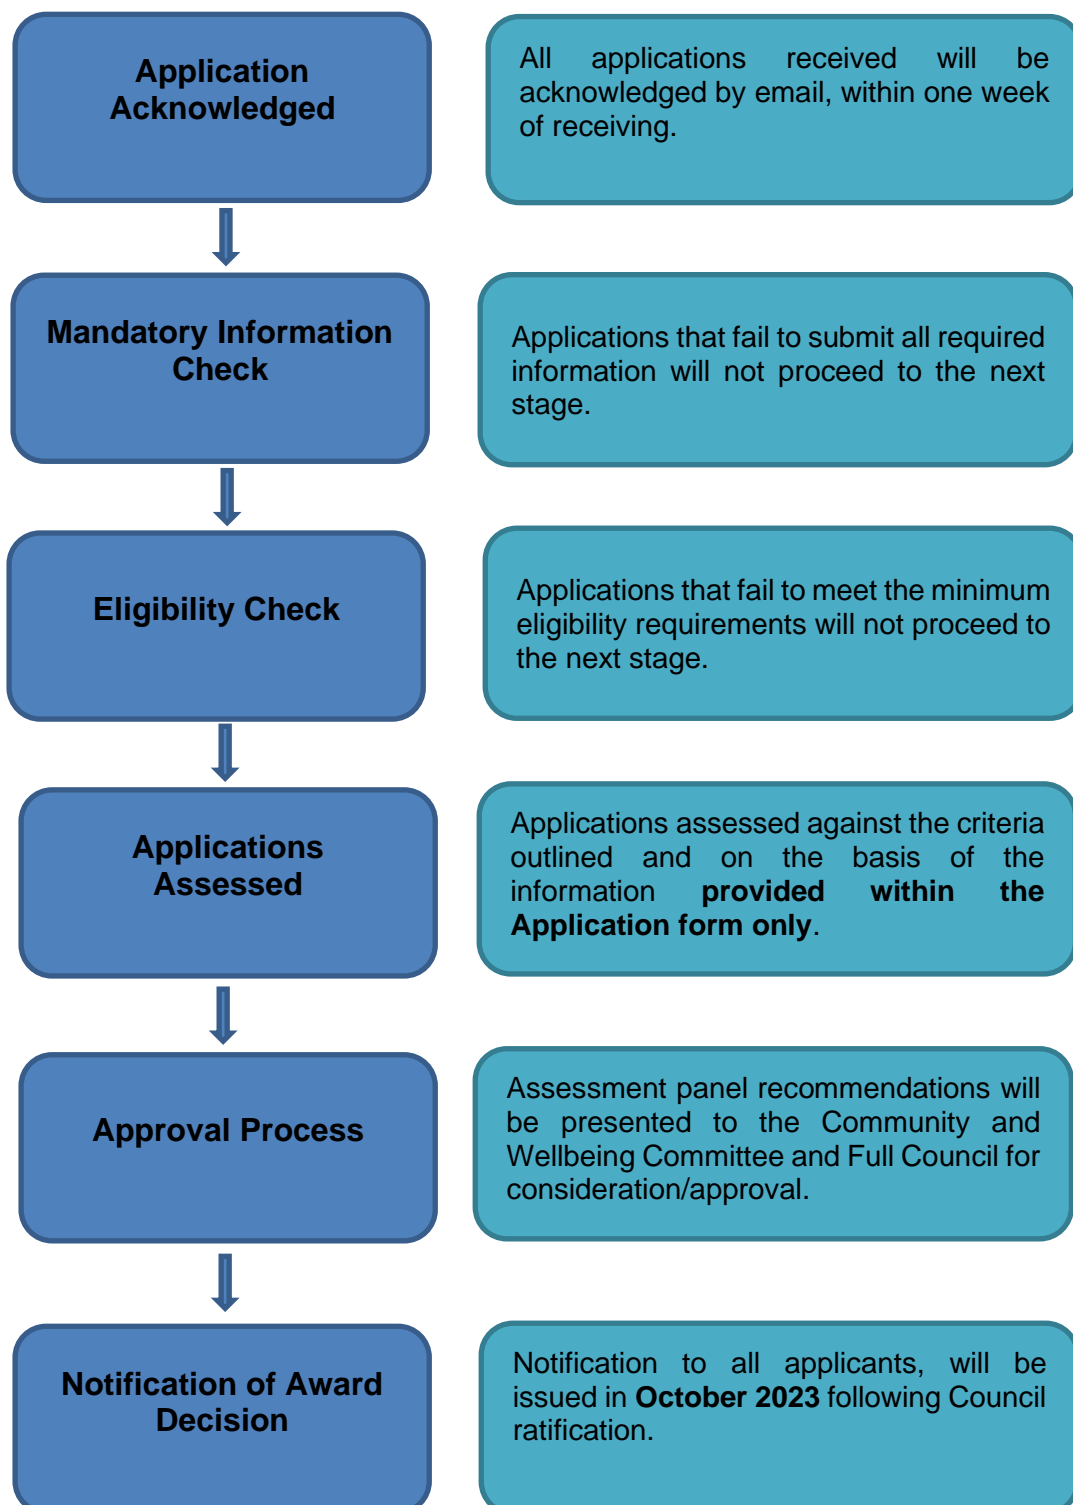 Application
Acknowledged
All applications received will be
acknowledged by email, within one week
of receiving.
Mandatory Information
Check
Applications that fail to submit all required
information will not proceed to the next
stage.
Eligibility Check
Applications that fail to meet the minimum
eligibility requirements will not proceed to
the next stage.
Applications
Assessed
Applications assessed against the criteria
outlined and on the basis of the
information provided within the
Application form only.
Approval Process
Assessment panel recommendations will
be presented to the Community and
Wellbeing Committee and Full Council for
consideration/approval.
Notification of Award
Decision
Notification to all applicants, will be
issued in October 2023 following Council
ratification.